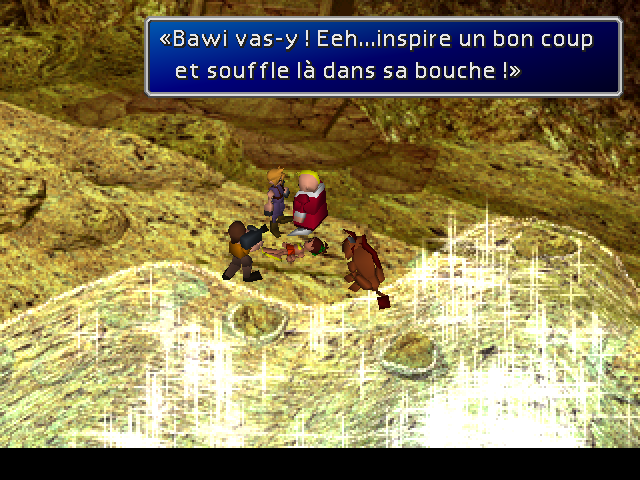 «Bawi vas-y ! Eeh...inspire un bon coup
et souffle là dans sa bouche !»